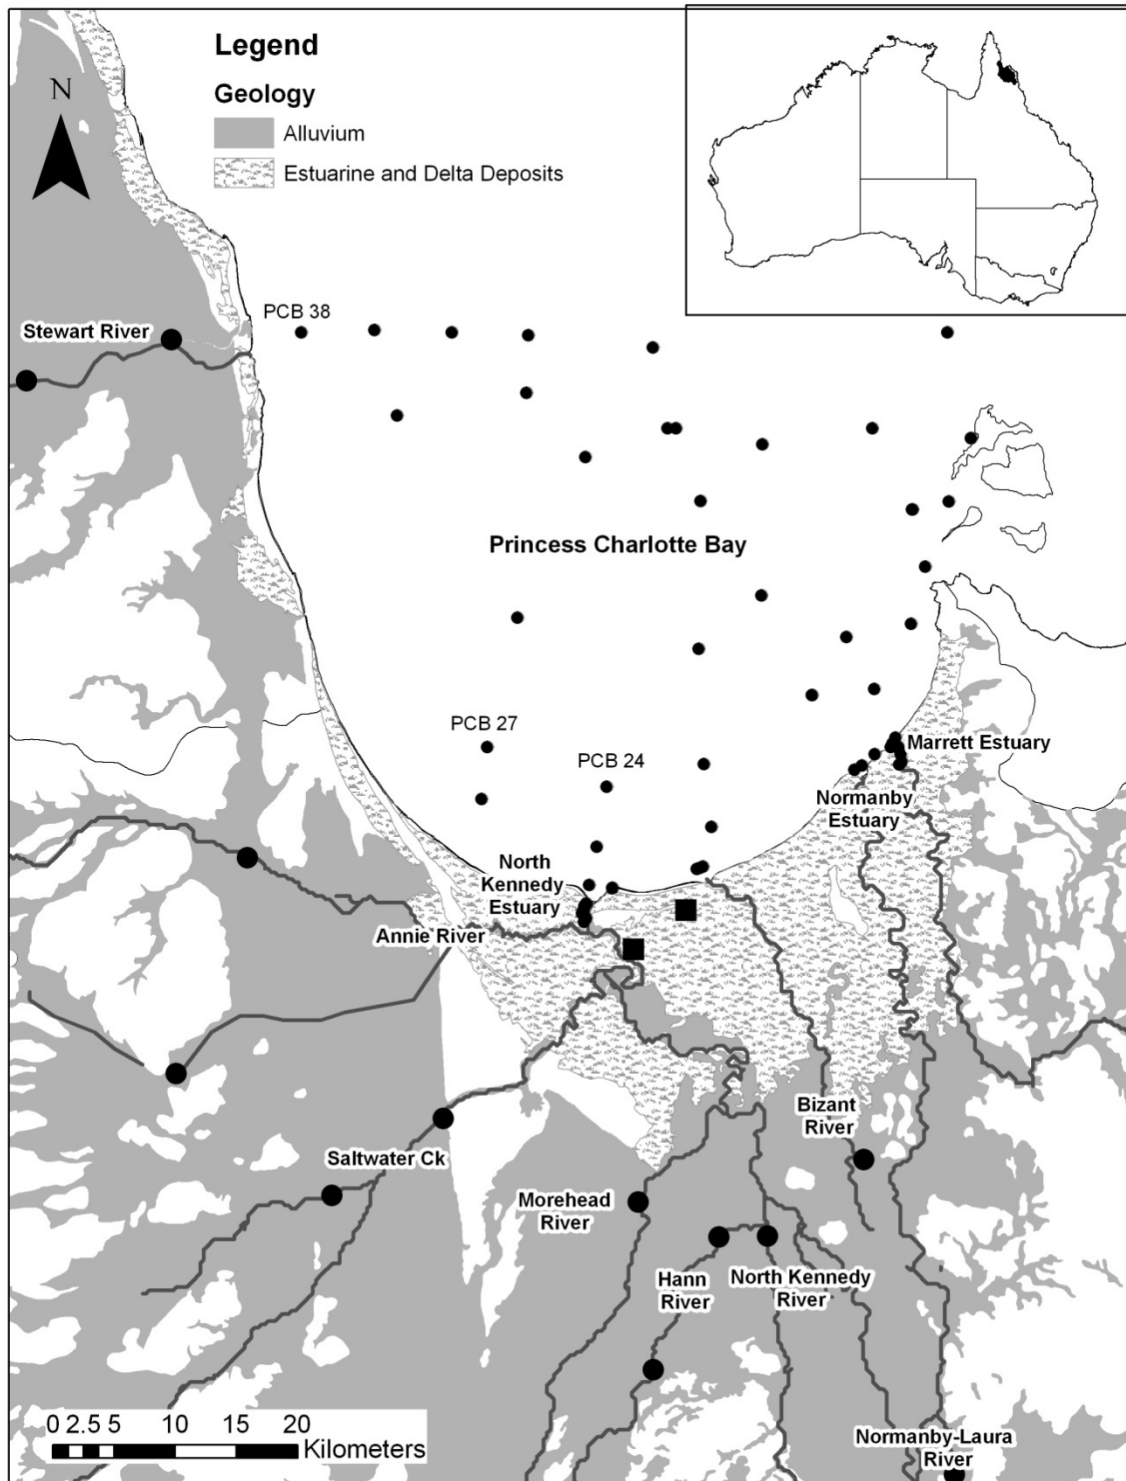 Legend
Geology
Alluvium
Estuarine and Delta Deposits
N
PCB 38
Stewart River
Princess Charlotte Bay
PCB 27
PCB 24
Marrett Estuary
Normanby
Estuary
North
Kennedy
Estuary
Annie River
Bizant
River
Saltwater Ck
Morehead
River
Hann
River
North Kennedy
River
Normanby-Laura
River
0 2.5 5 10 15 20
Kilometers